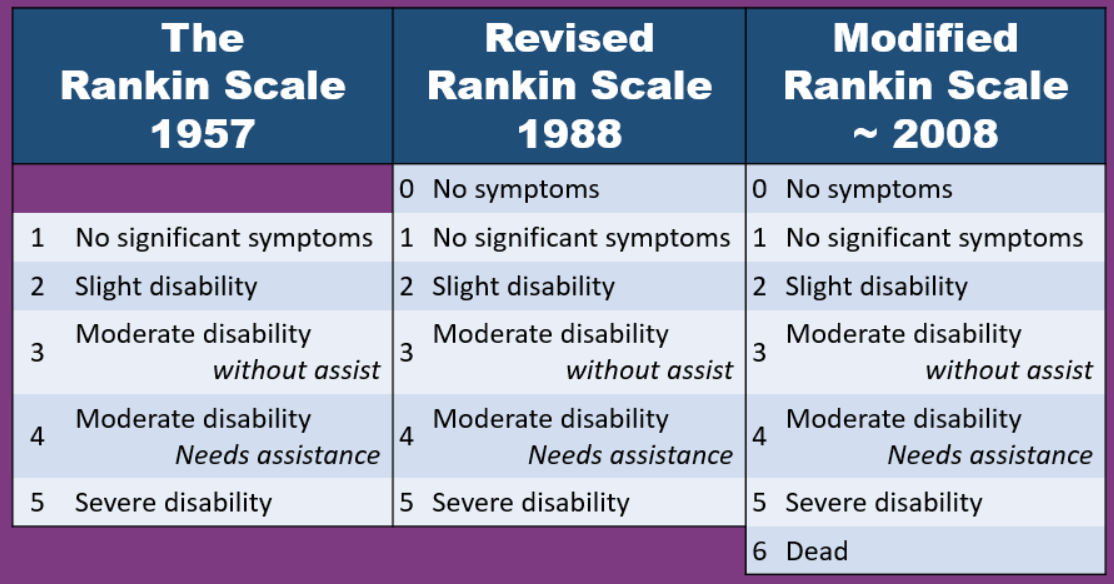 The
Rankin Scale
1957
Revised
Rankin Scale
1988
Modified
Rankin Scale
~ 2008
0 No symptoms
0 No symptoms
1 No significant symptoms
1 No significant symptoms
1 No significant symptoms
2 Slight disability
2 Slight disability
2 Slight disability
3 Moderate disability
without assist
3 Moderate disability
without assist
3 Moderate disability
without assist
4 Moderate disability
Needs assistance
4 Moderate disability
Needs assistance
4 Moderate disability
Needs assistance
5 Severe disability
5 Severe disability
5 Severe disability
6 Dead